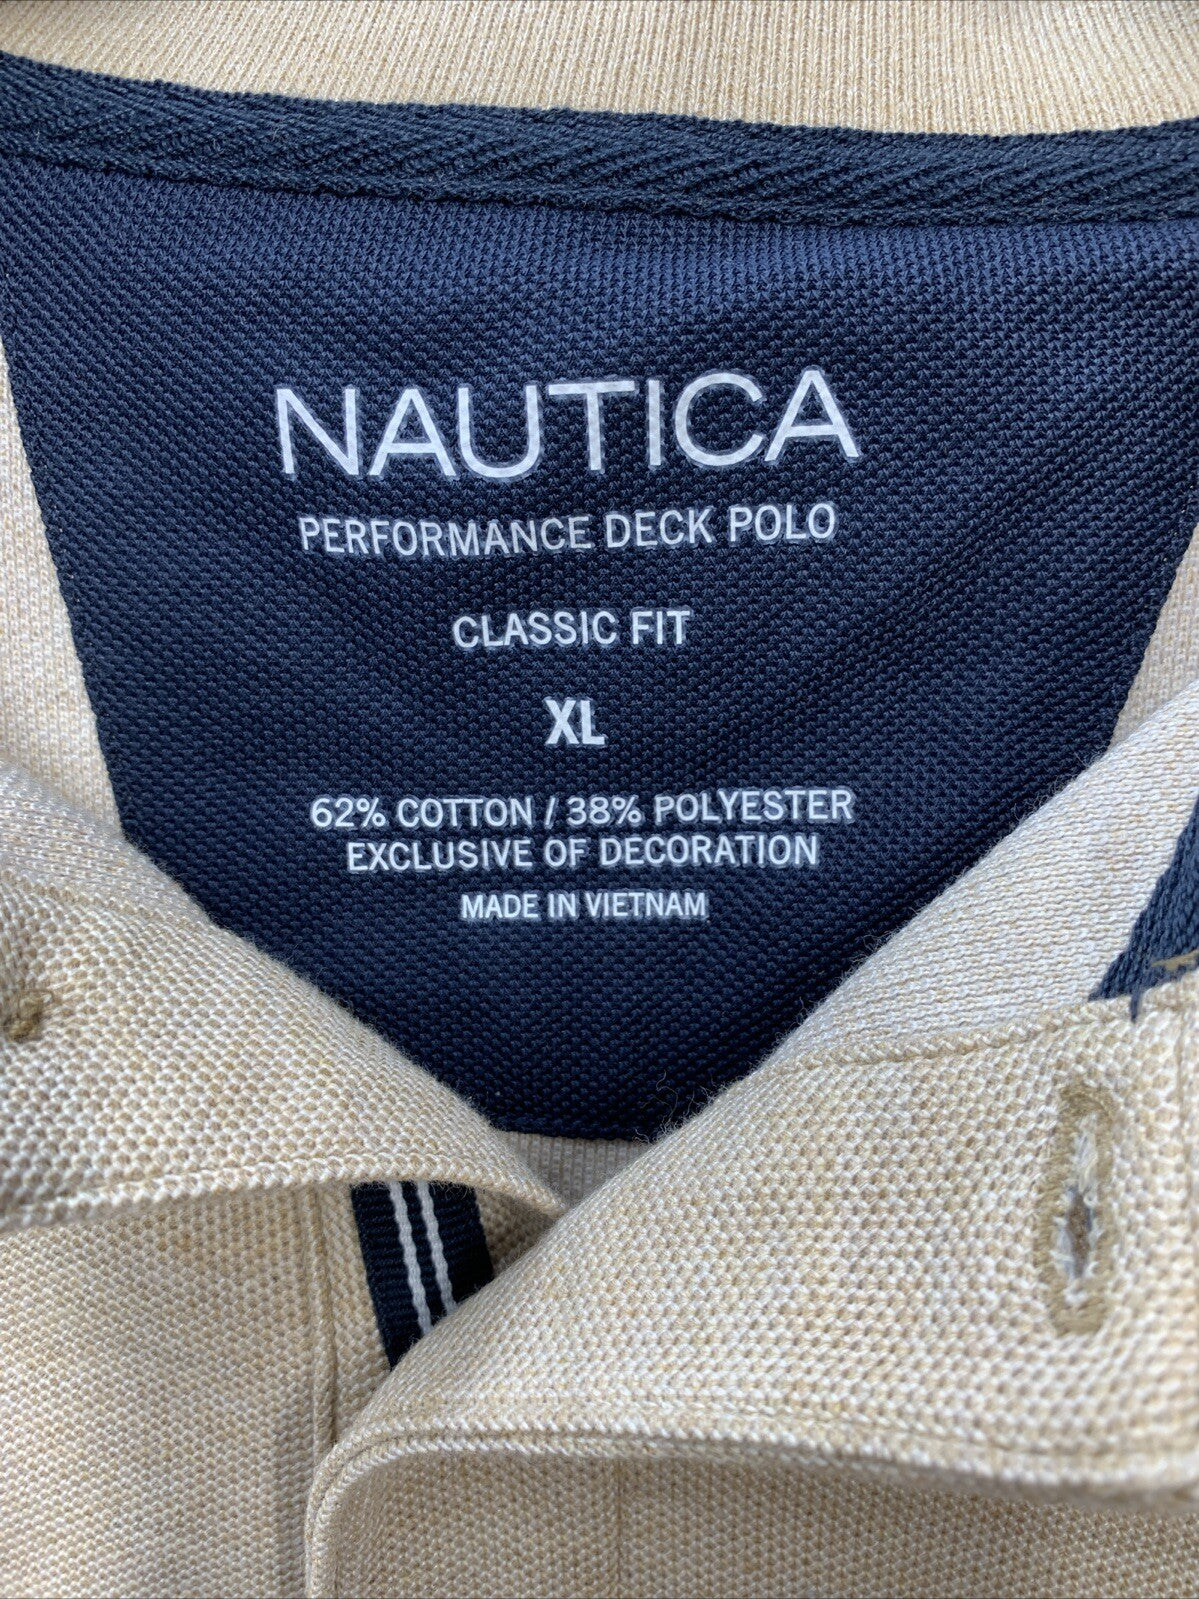 NAUTICA
PERFORMANCE DECK POLO
CLASSIC FIT
XL
62% COTTON / 38% POLYESTER
EXCLUSIVE OF DECORATION
MADE IN VIETNAM